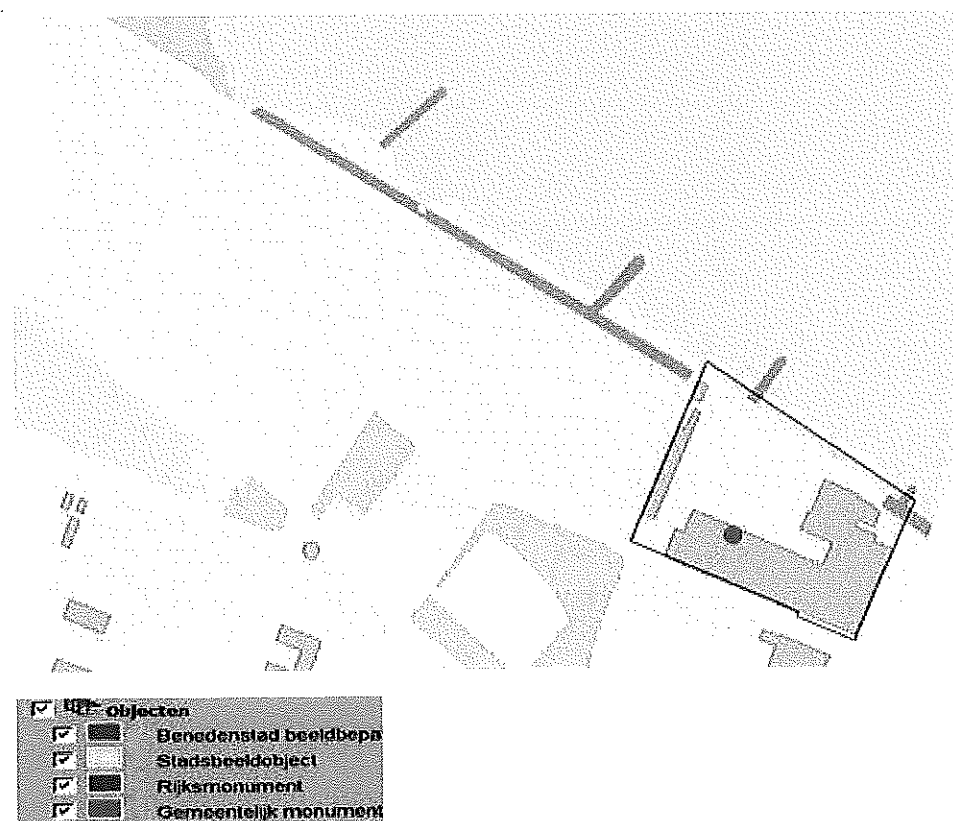 Objecten
Benedenstad beeldbepa
Stadsbeeldobject
Rijksmonument
Gemeentelijk monument